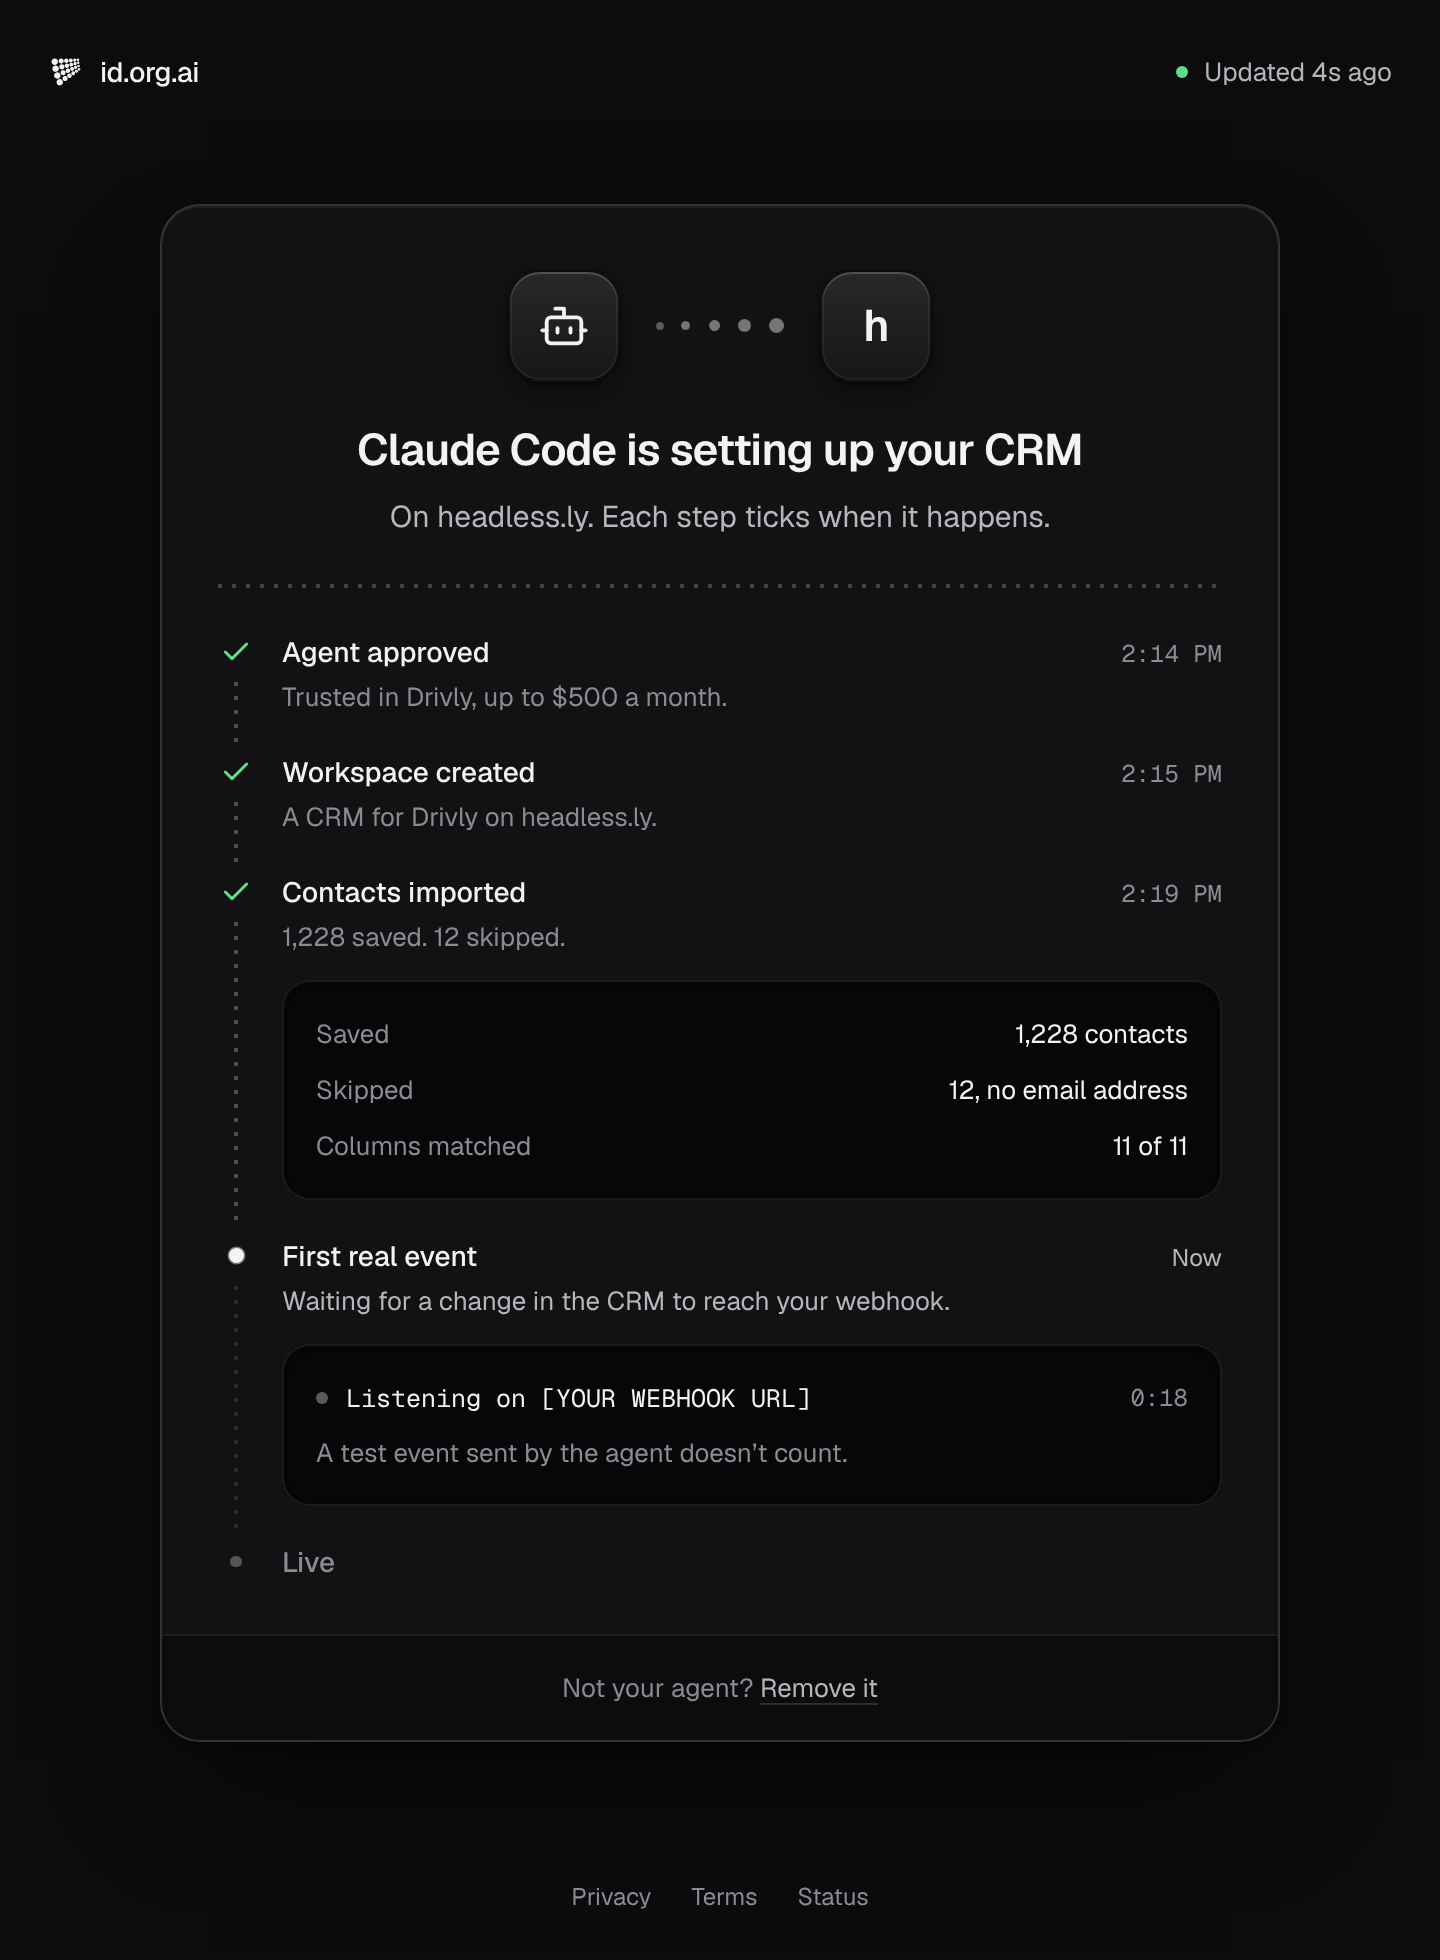 id.org.ai
Updated 4s ago
h
Claude Code is setting up your CRM
On headless.ly. Each step ticks when it happens.
Agent approved
2:14 PM
Trusted in Drivly, up to $500 a month.
Workspace created
2:15 PM
A CRM for Drivly on headless.ly.
Contacts imported
2:19 PM
1,228 saved. 12 skipped.
Saved
1,228 contacts
Skipped
12, no email address
Columns matched
11 of 11
First real event
Now
Waiting for a change in the CRM to reach your webhook.
Listening on [YOUR WEBHOOK URL]
0:18
A test event sent by the agent doesn’t count.
Live
Not your agent? Remove it
Privacy
Terms
Status